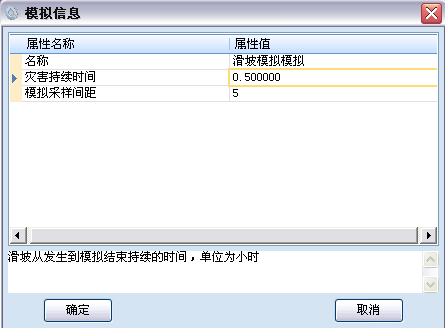 模拟信息
属性名称 属性值
名称 滑坡模拟模拟
灾害持续时间 0.500000
模拟采样间距 5
滑坡从发生到模拟结束持续的时间，单位为小时
确定 取消